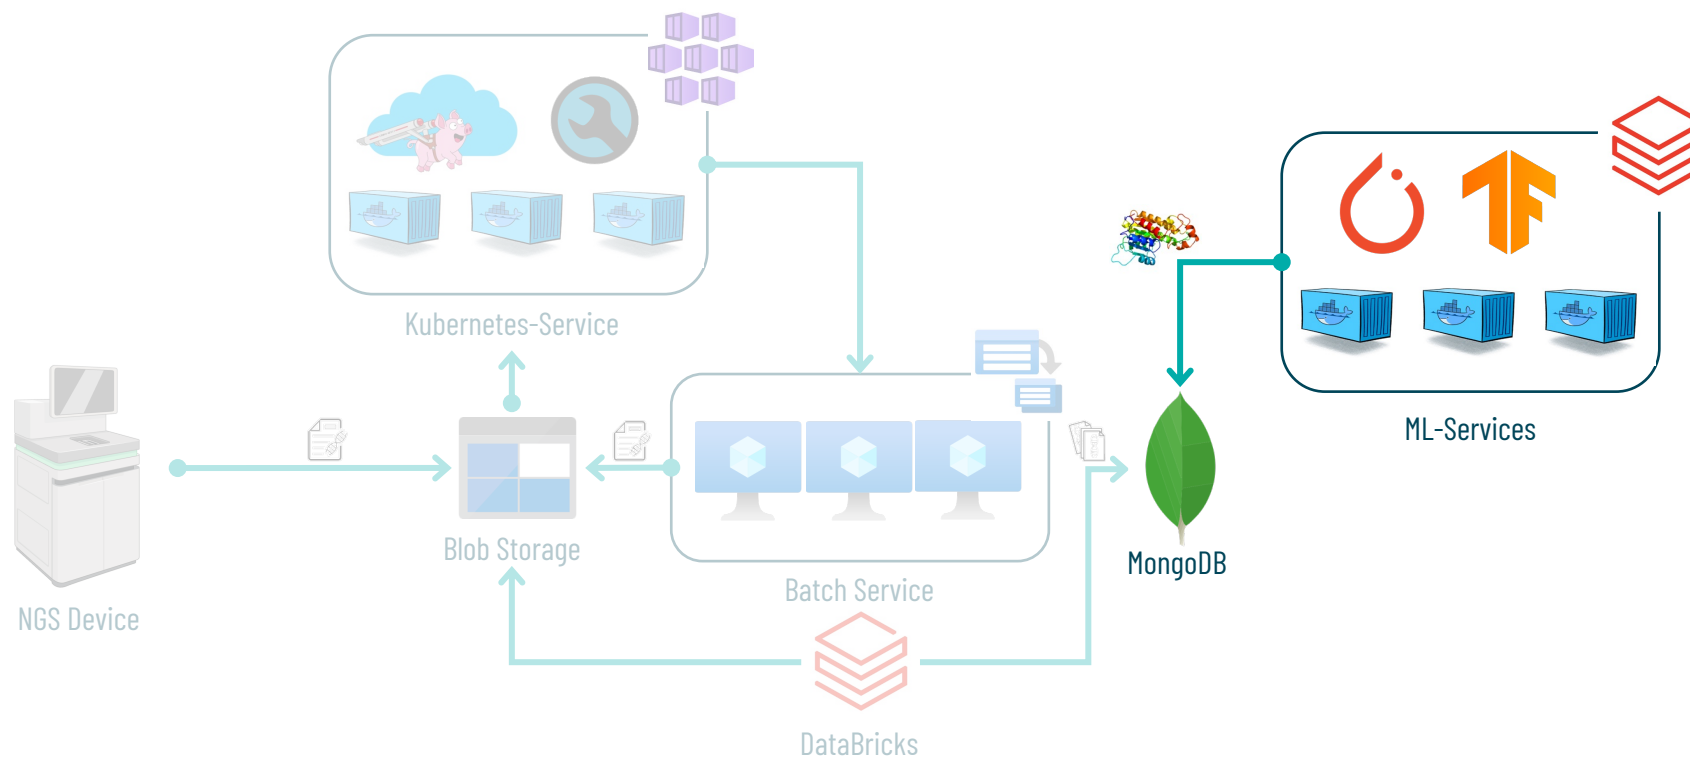 Kubernetes-Service
ML-Services
Blob Storage
MongoDB
Batch Service
NGS Device
DataBricks